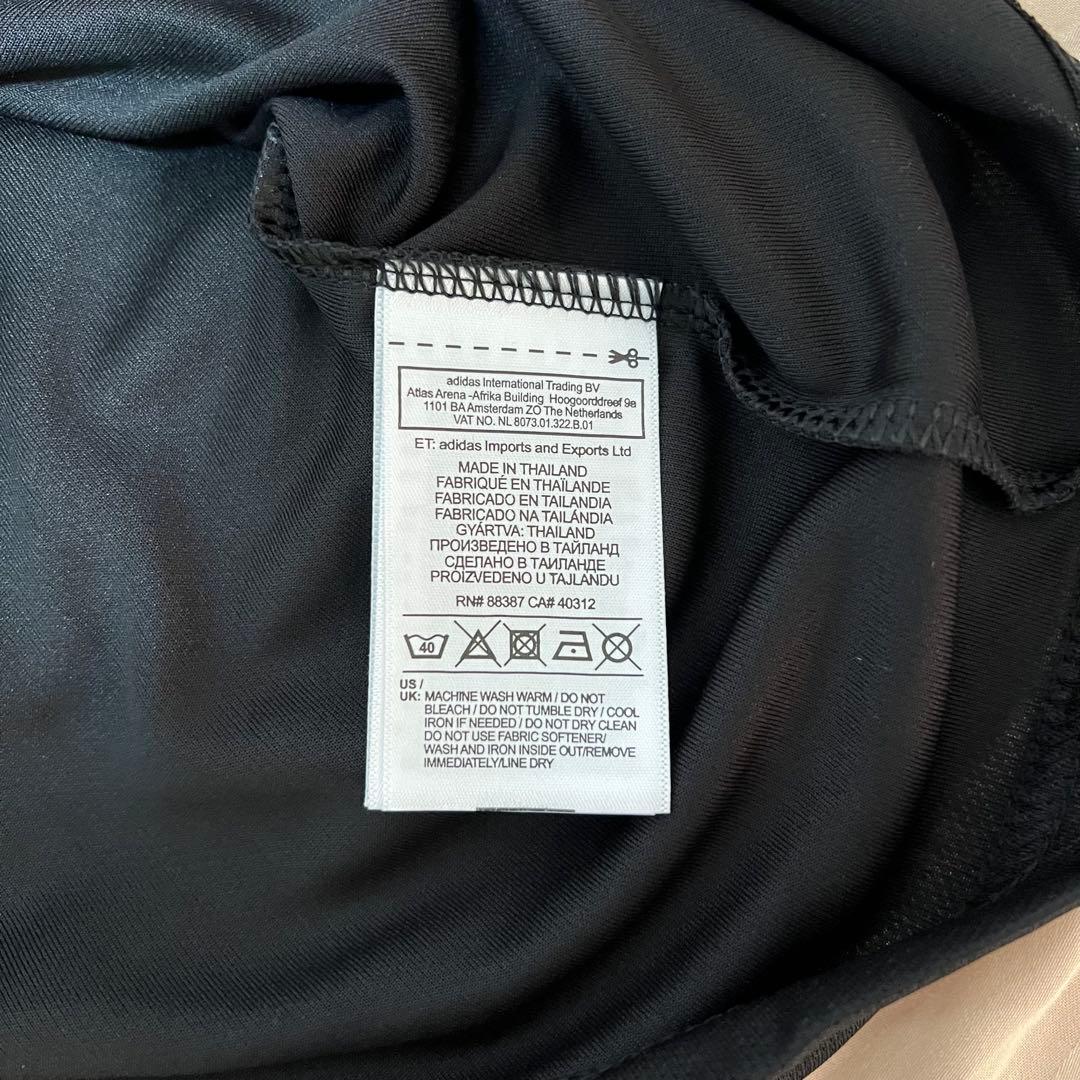 adidas International Trading BV
Atlas Arena -Afrika Building Hoogoorddreef 9a
1101 BA Amsterdam ZO The Netherlands
VAT NO. NL 8073.01.322.B.01
ET: adidas Imports and Exports Ltd
MADE IN THAILAND
FABRIQUÉ EN THAÏLANDE
FABRICADO EN TAILANDIA
FABRICADO NA TAILÁNDIA
GYÁRTVA: THAILAND
ПРОИЗВЕДЕНО В ТАЙЛАНД
СДЕЛАНО В ТАИЛАНДЕ
PROIZVEDENO U TAJLANDU
RN# 88387 CA# 40312
40
US /
UK: MACHINE WASH WARM / DO NOT
BLEACH / DO NOT TUMBLE DRY / COOL
IRON IF NEEDED / DO NOT DRY CLEAN
DO NOT USE FABRIC SOFTENER/
WASH AND IRON INSIDE OUT/REMOVE
IMMEDIATELY/LINE DRY